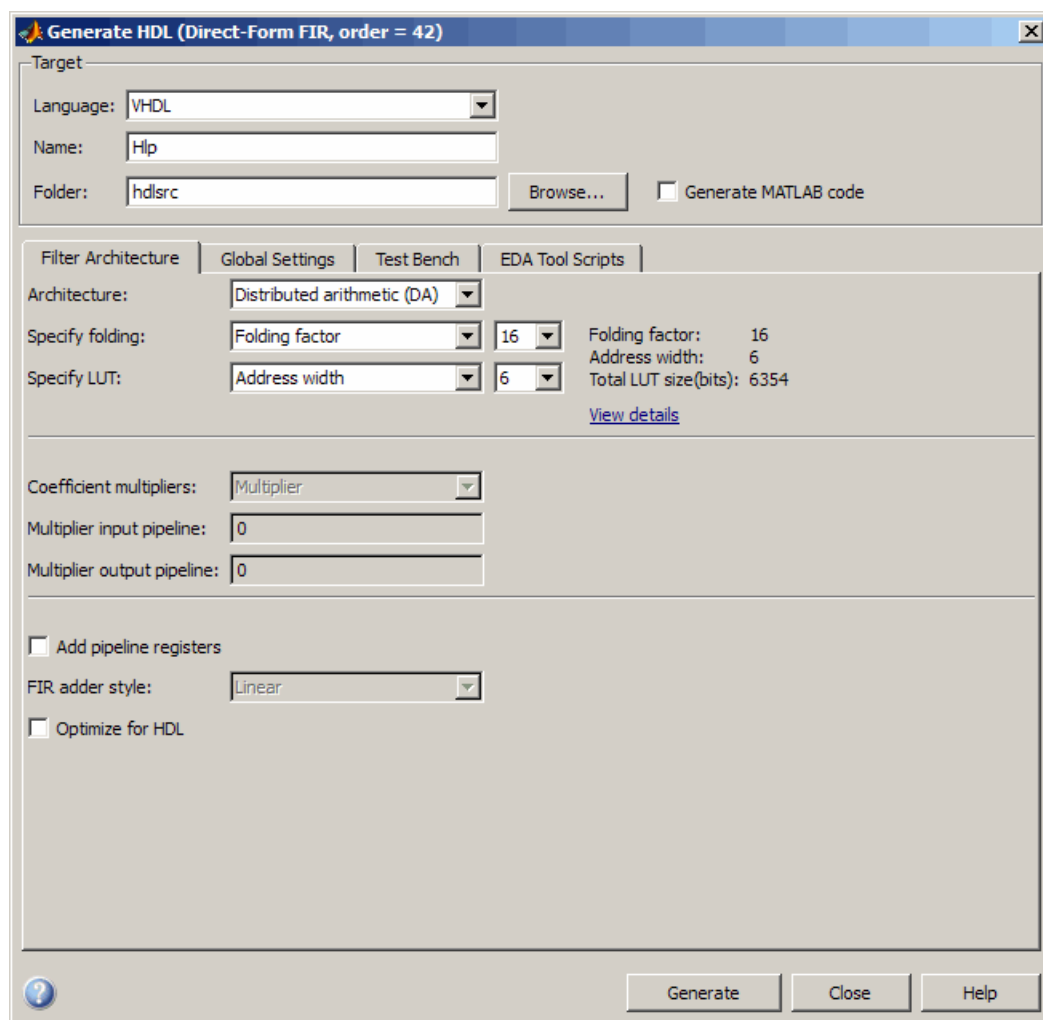 Generate HDL (Direct-Form FIR, order = 42)
Target
Language: VHDL
Name: Hlp
Folder: hdlsrc Browse... Generate MATLAB code
Filter Architecture Global Settings Test Bench EDA Tool Scripts
Architecture: Distributed arithmetic (DA)
Specify folding: Folding factor 16 Folding factor: 16
Address width: 6
Specify LUT: Address width 6 Total LUT size(bits): 6354
View details
Coefficient multipliers: Multiplier
Multiplier input pipeline: 0
Multiplier output pipeline: 0
Add pipeline registers
FIR adder style: Linear
Optimize for HDL
? Generate Close Help